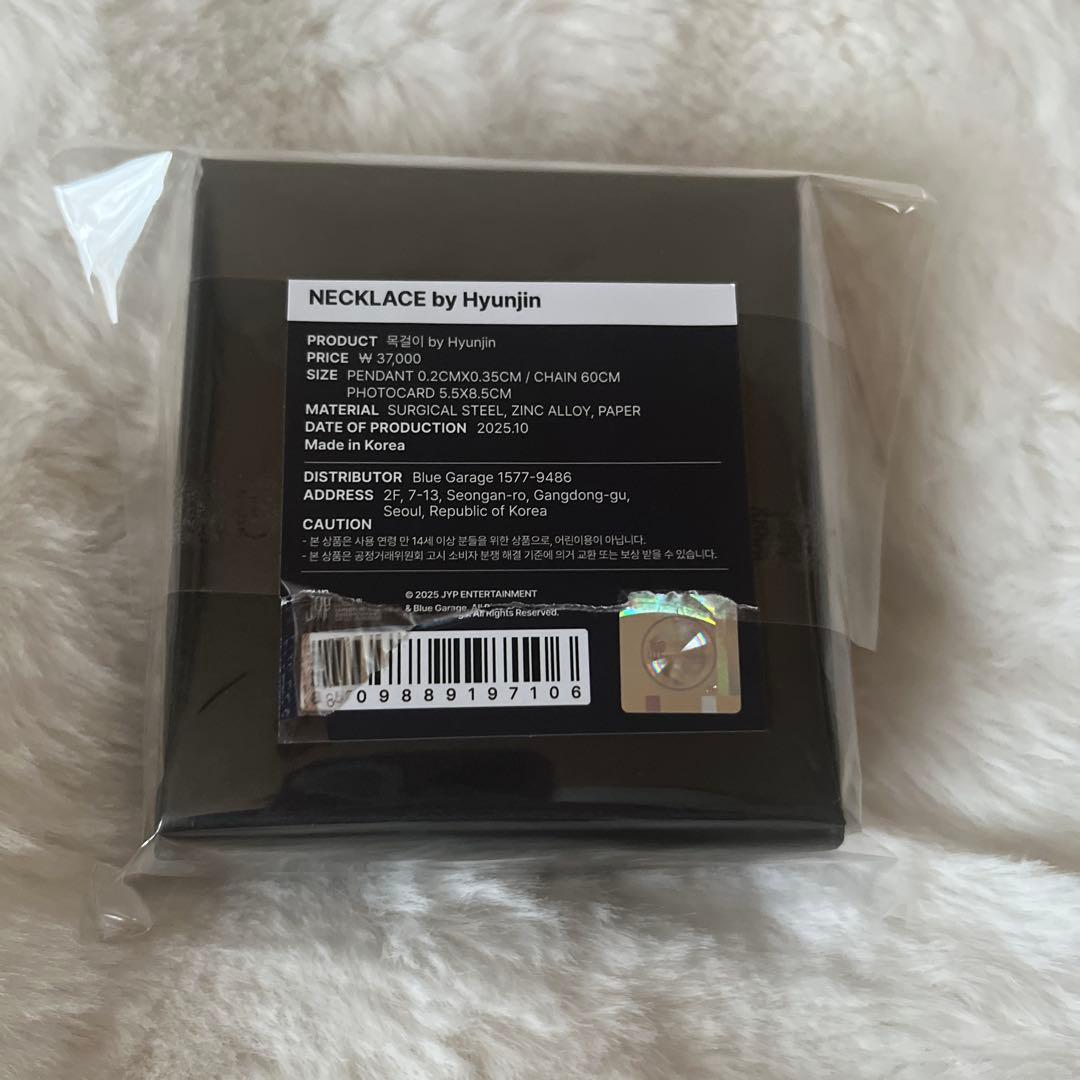 NECKLACE by Hyunjin
PRODUCT 목걸이 by Hyunjin
PRICE ₩ 37,000
SIZE PENDANT 0.2CMX0.35CM / CHAIN 60CM
PHOTOCARD 5.5X8.5CM
MATERIAL SURGICAL STEEL, ZINC ALLOY, PAPER
DATE OF PRODUCTION 2025.10
Made in Korea
DISTRIBUTOR Blue Garage 1577-9486
ADDRESS 2F, 7-13, Seongan-ro, Gangdong-gu,
Seoul, Republic of Korea
CAUTION
- 본 상품은 사용 연령 만 14세 이상 분들을 위한 상품으로, 어린이용이 아닙니다.
- 본 상품은 공정거래위원회 고시 소비자 분쟁 해결 기준에 의거 교환 또는 보상 받을 수 있습니다.
© 2025 JYP ENTERTAINMENT
& Blue Garage. All Rights Reserved.
09889197106